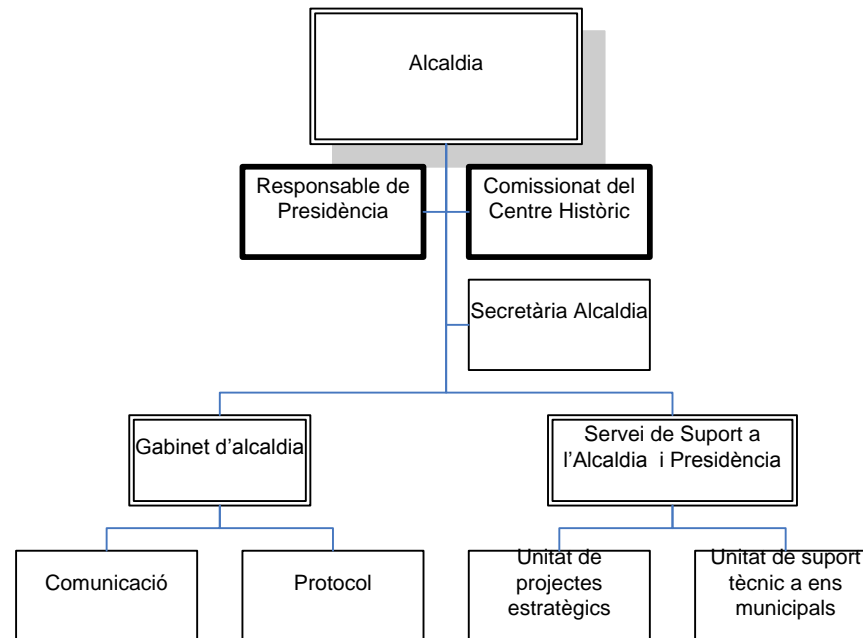 Alcaldia
Responsable de
Presidència
Comissionat del
Centre Històric
Secretària Alcaldia
Gabinet d’alcaldia
Servei de Suport a
l’Alcaldia i Presidència
Comunicació
Protocol
Unitat de
projectes
estratègics
Unitat de suport
tècnic a ens
municipals